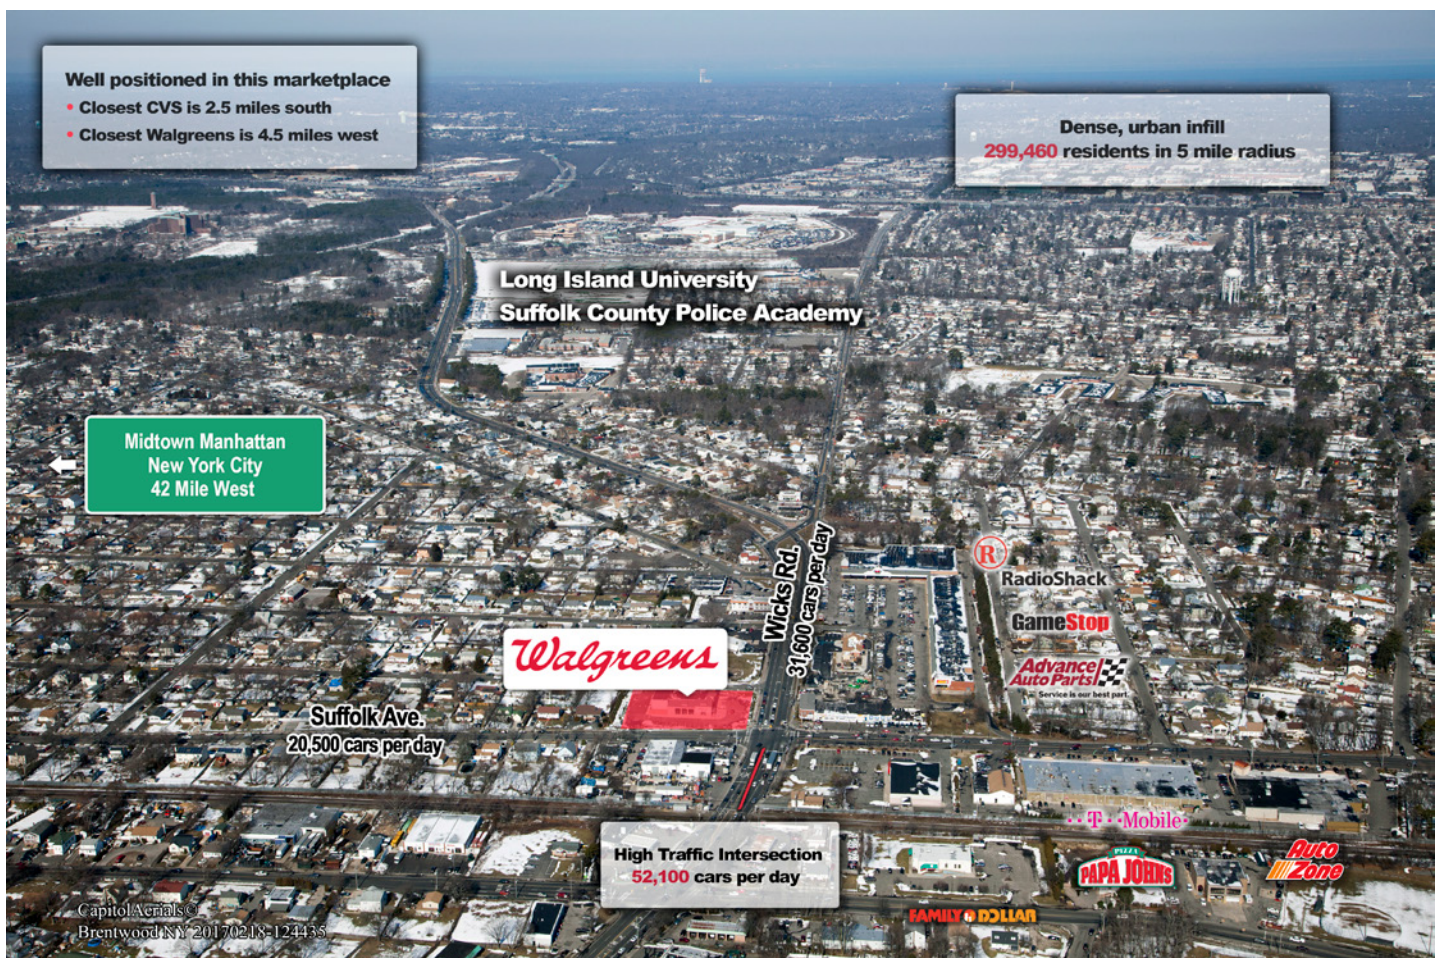 Well positioned in this marketplace
• Closest CVS is 2.5 miles south
• Closest Walgreens is 4.5 miles west
Dense, urban infill
299,460 residents in 5 mile radius
Long Island University
Suffolk County Police Academy
Midtown Manhattan
New York City
42 Mile West
Wicks Rd.
31,600 cars per day
R
RadioShack
GameStop
Advance
Auto Parts
Service is our best part.
Walgreens
Suffolk Ave.
20,500 cars per day
T Mobile
High Traffic Intersection
52,100 cars per day
PIZZA
PAPA JOHN'S
Auto
Zone
FAMILY DOLLAR
CapitolAerials©
Brentwood NY 20170218-124435